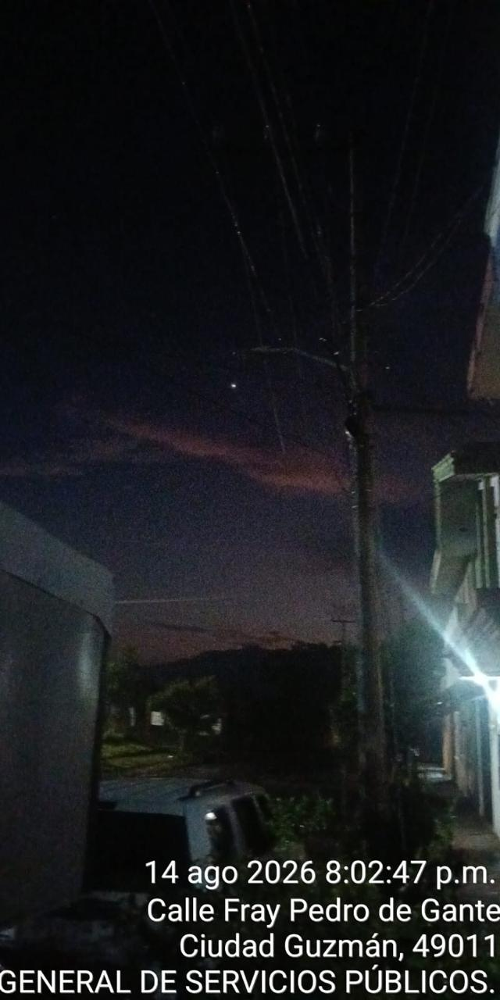 14 ago 2026 8:02:47 p.m.
Calle Fray Pedro de Gante
Ciudad Guzmán, 49011
GENERAL DE SERVICIOS PÚBLICOS.